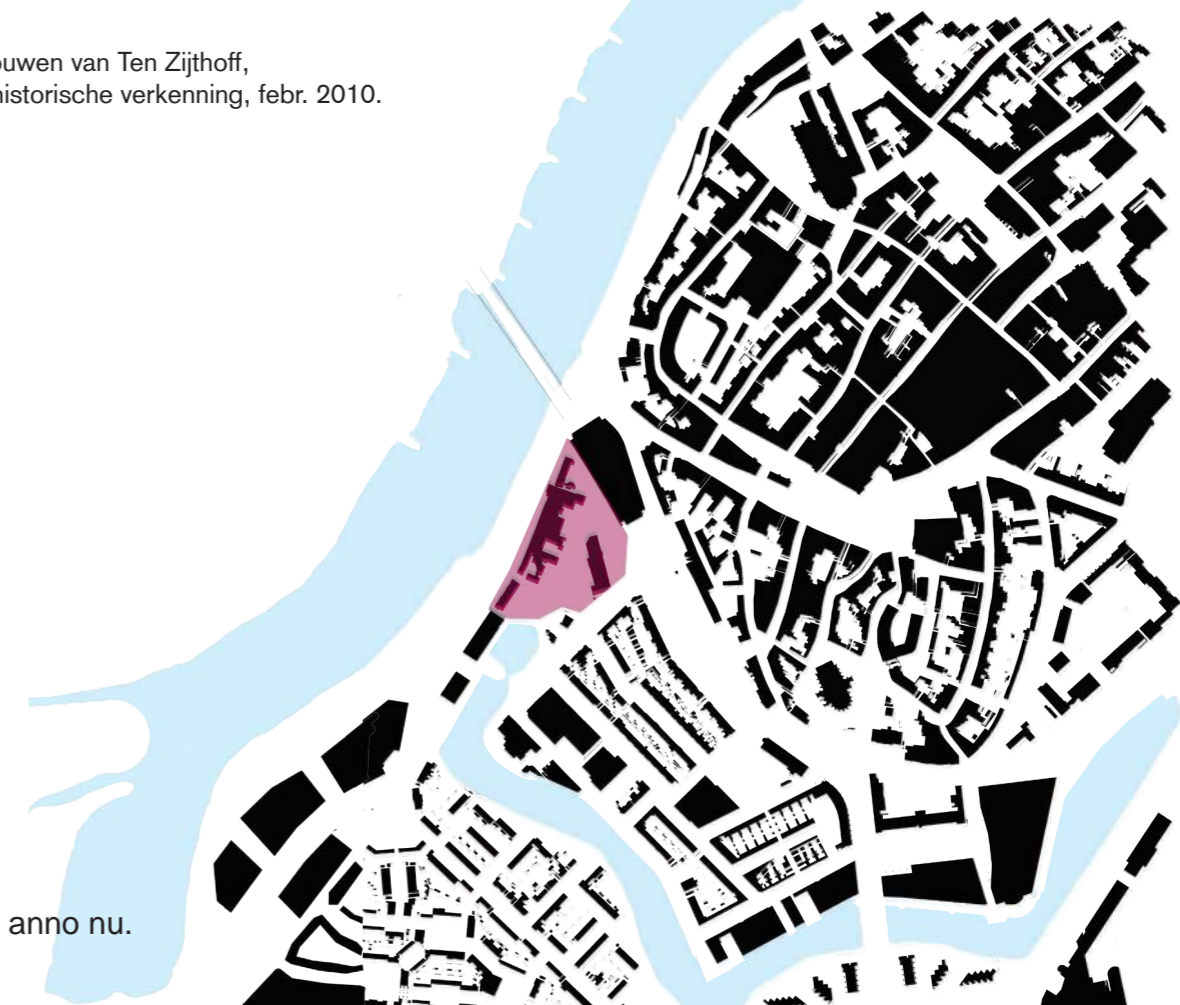 ouwen van Ten Zijthoff,
historische verkenning, febr. 2010.
anno nu.